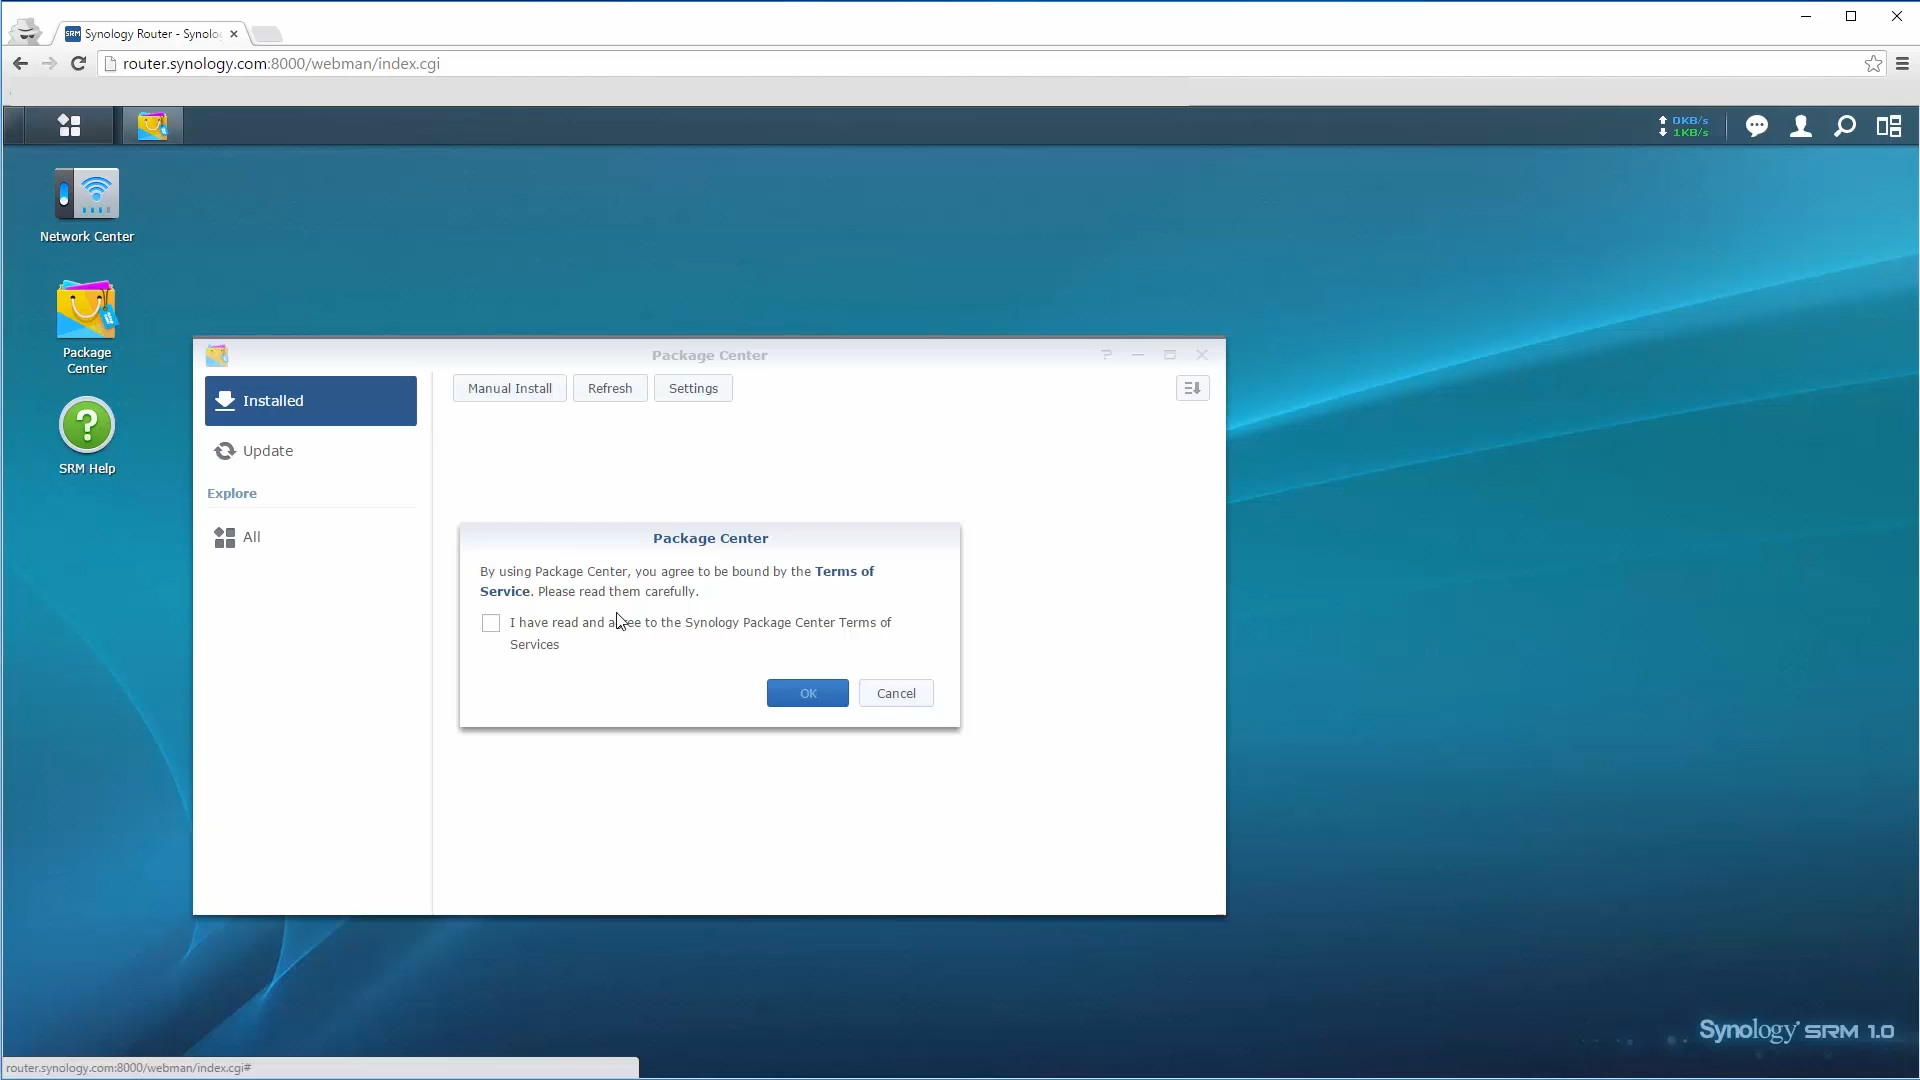 SRM Synology Router - Synolo
router.synology.com:8000/webman/index.cgi
0KB/s
1KB/s
Network Center
Package
Center
SRM Help
Package Center
Installed
Update
Explore
All
Manual Install Refresh Settings
Package Center
By using Package Center, you agree to be bound by the Terms of
Service. Please read them carefully.
I have read and agree to the Synology Package Center Terms of
Services
OK Cancel
Synology SRM 1.0
router.synology.com:8000/webman/index.cgi#